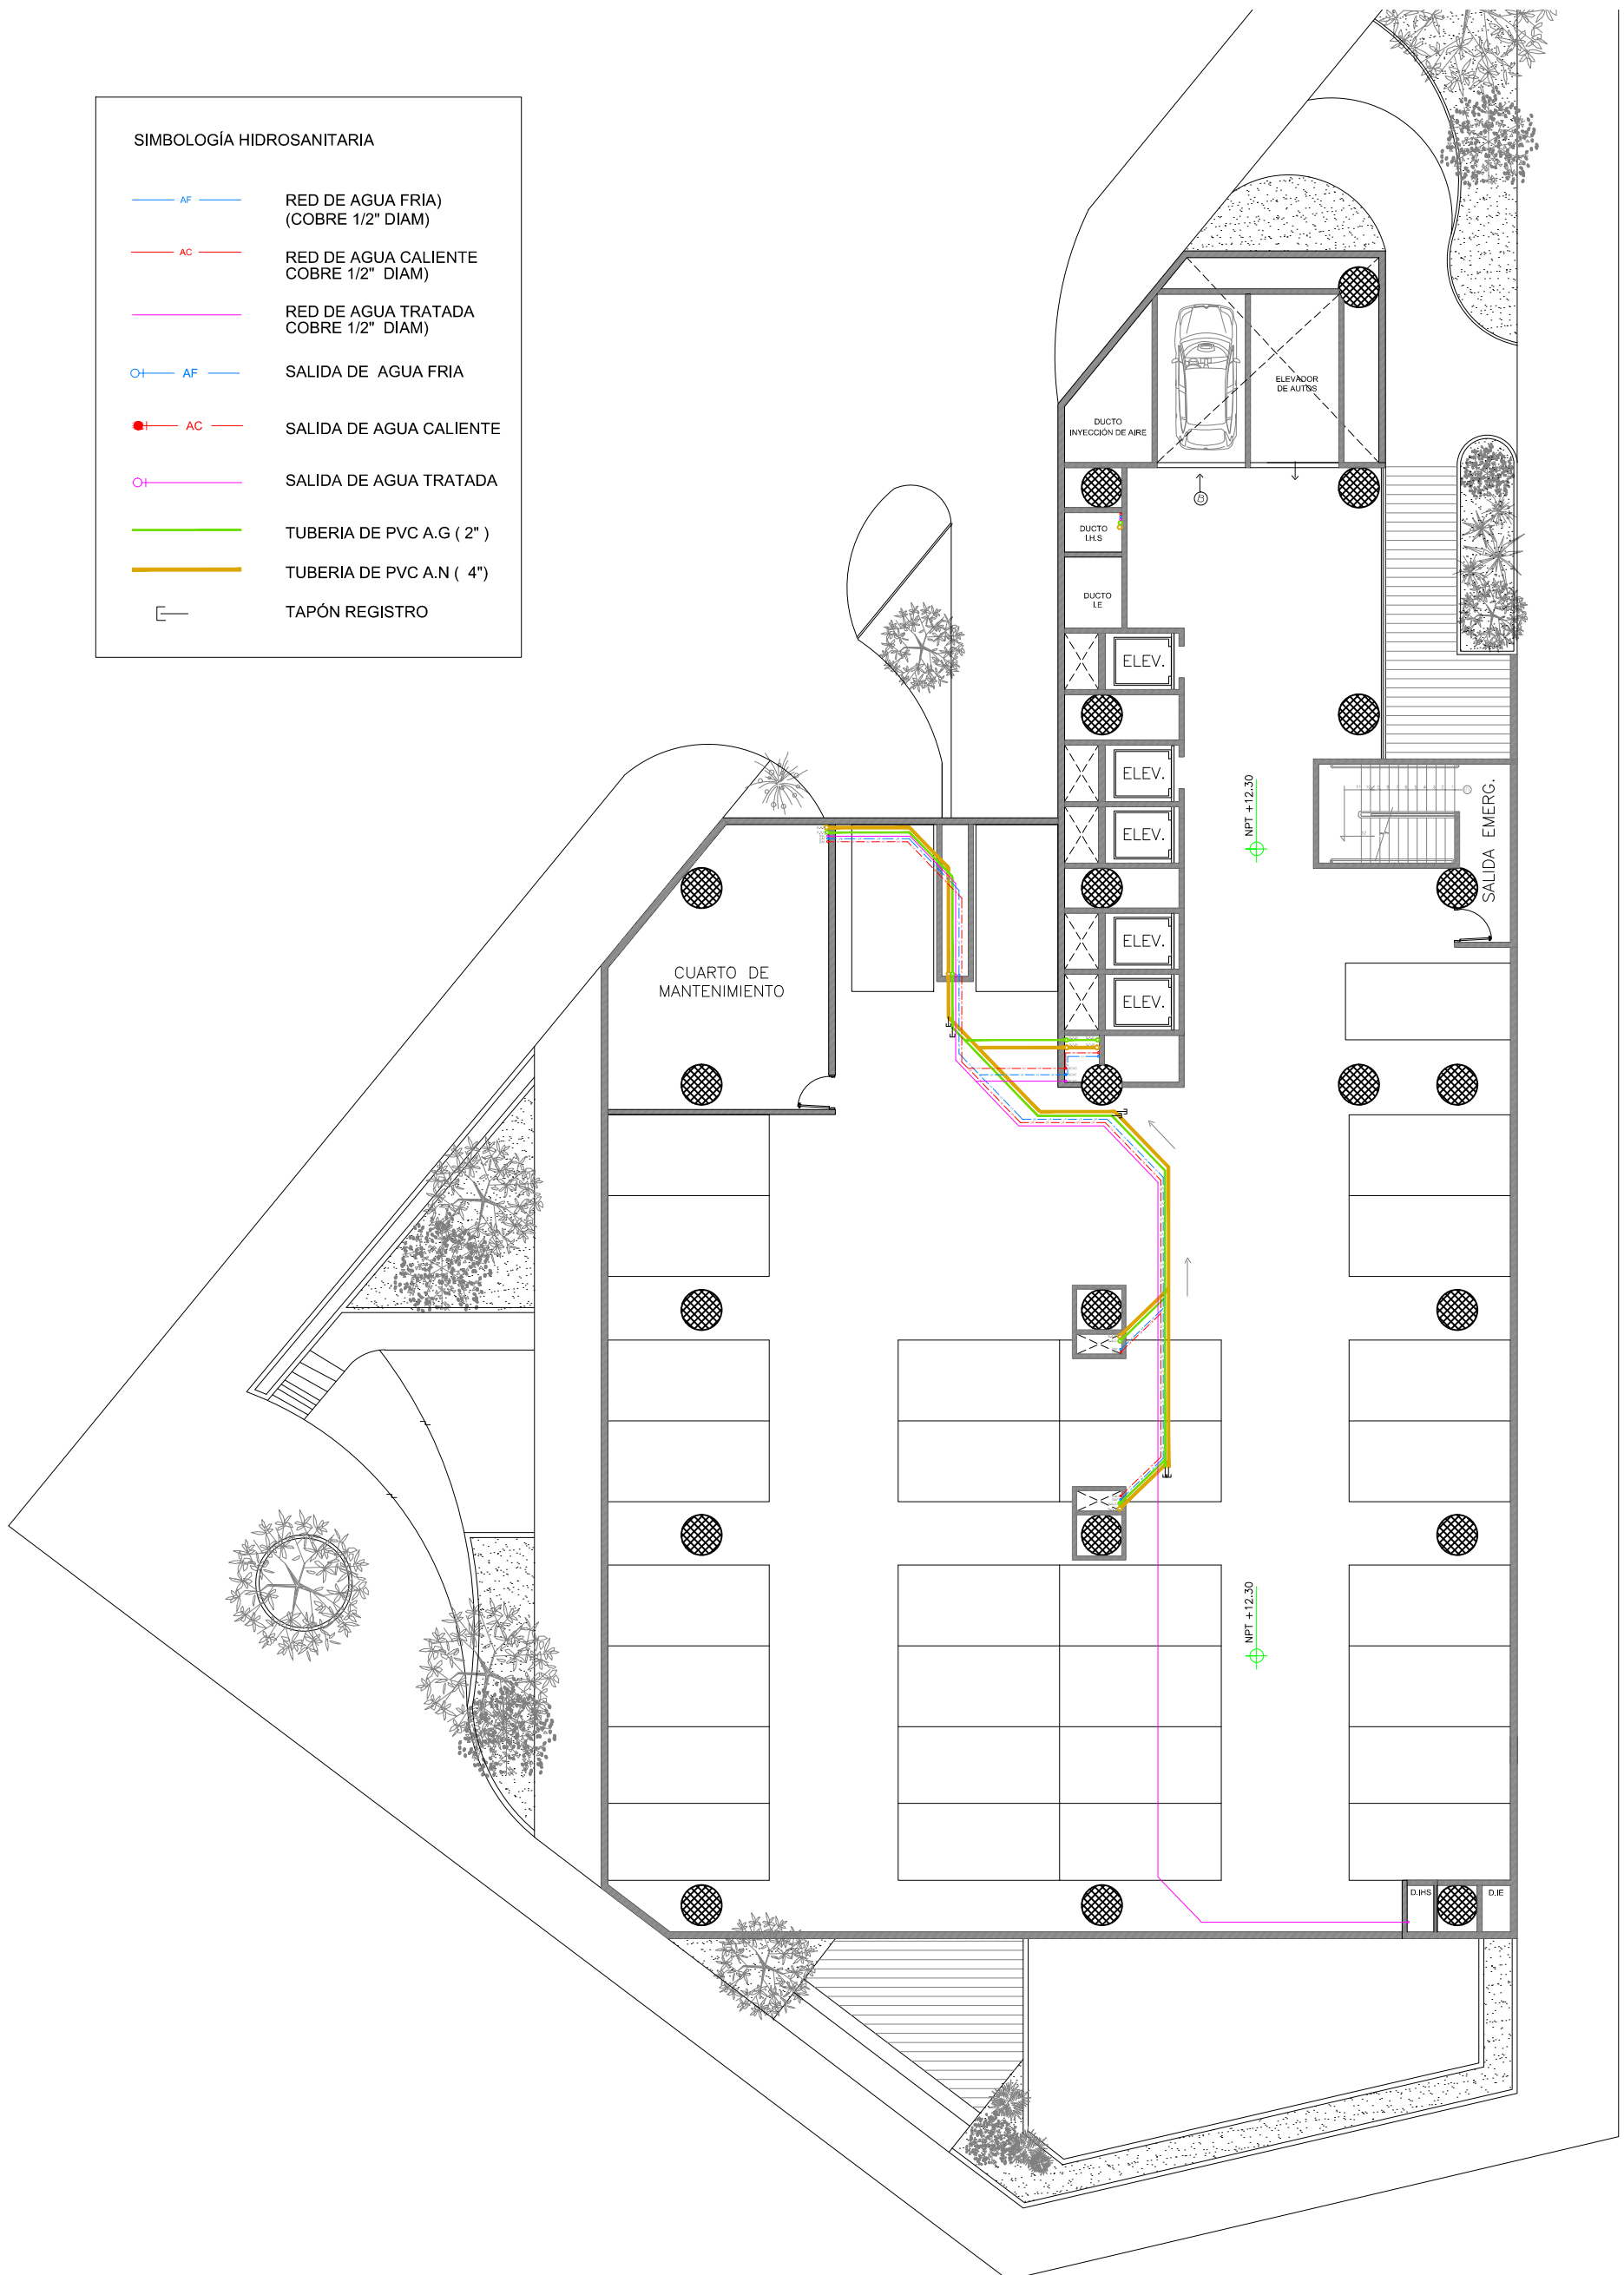 SIMBOLOGÍA HIDROSANITARIA
AF
RED DE AGUA FRÍA)
(COBRE 1/2" DIAM)
AC
RED DE AGUA CALIENTE
COBRE 1/2" DIAM)
RED DE AGUA TRATADA
COBRE 1/2" DIAM)
AF
SALIDA DE AGUA FRIA
AC
SALIDA DE AGUA CALIENTE
SALIDA DE AGUA TRATADA
TUBERIA DE PVC A.G ( 2" )
TUBERIA DE PVC A.N ( 4")
TAPÓN REGISTRO
ELEVADOR
DE AUTOS
DUCTO
INYECCIÓN DE AIRE
B
DUCTO
I.H.S
DUCTO
I.E
ELEV.
ELEV.
ELEV.
ELEV.
ELEV.
NPT +12.30
SALIDA EMERG.
CUARTO DE
MANTENIMIENTO
NPT +12.30
D.IHS
D.IE